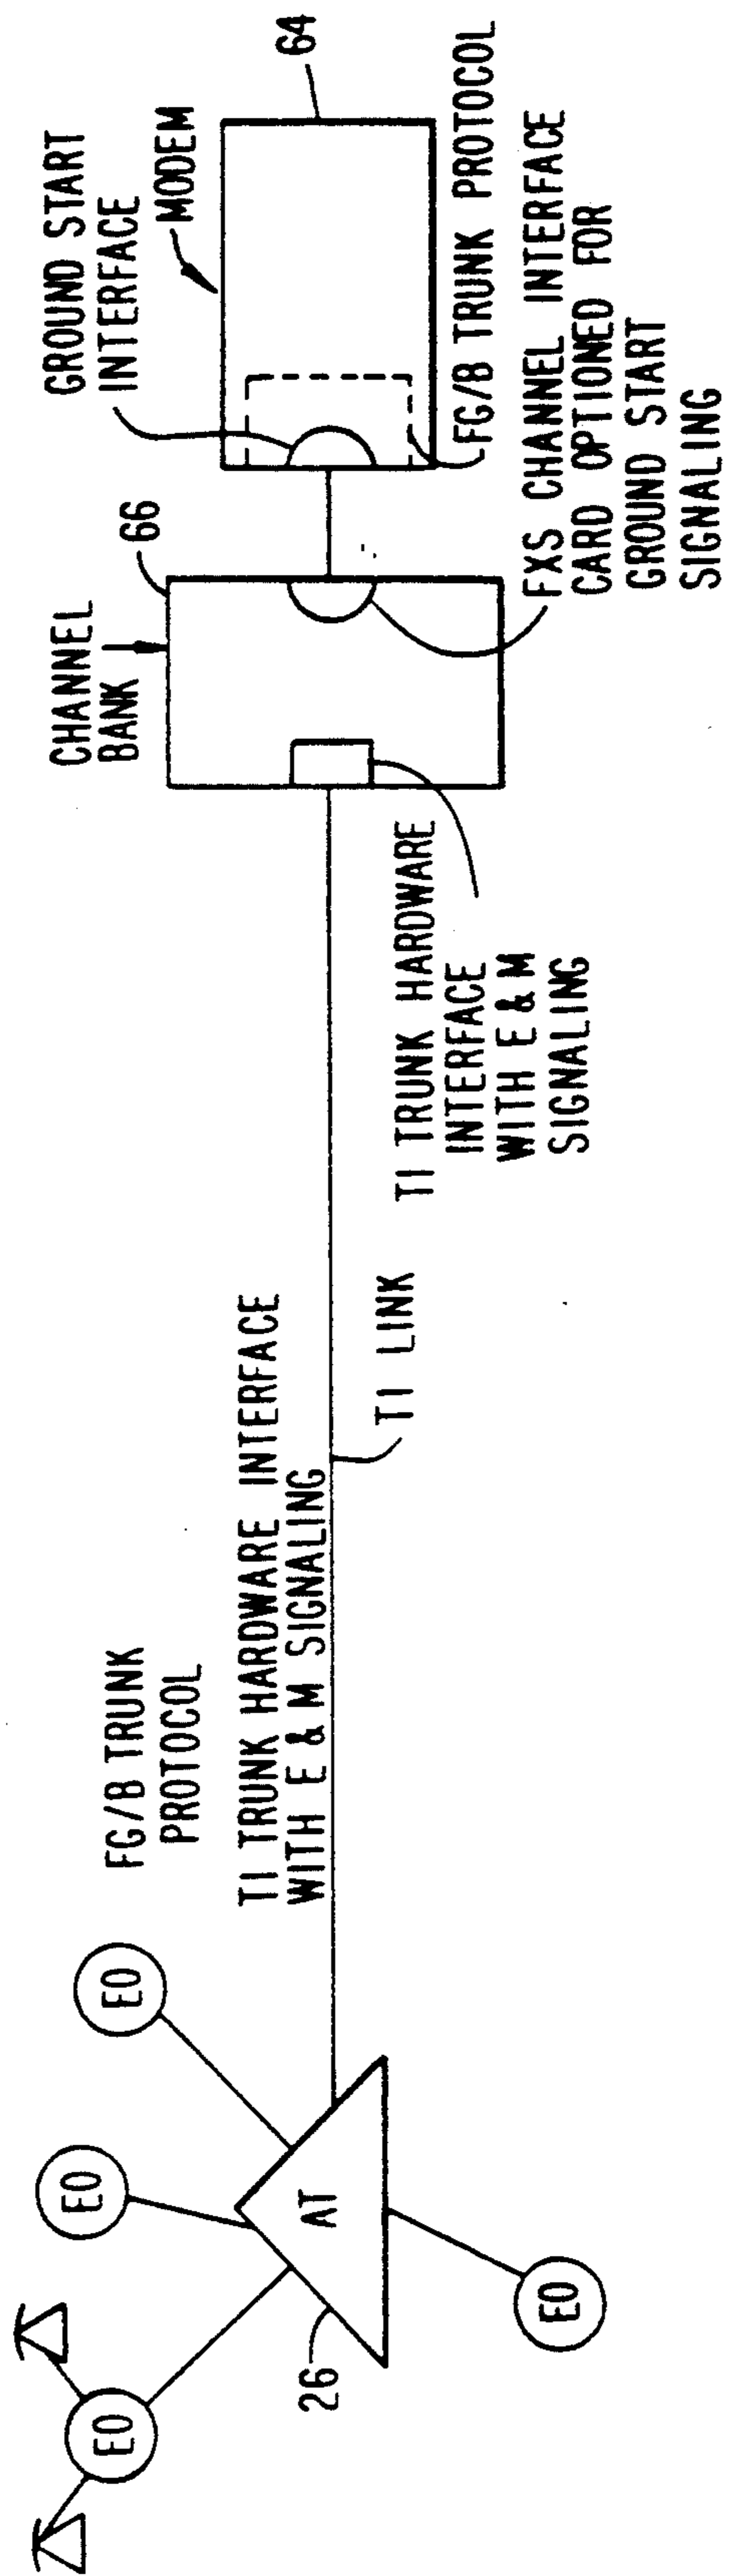 EO
EO
EO
EO
AT
26
FG/B TRUNK
PROTOCOL
T1 TRUNK HARDWARE INTERFACE
WITH E & M SIGNALING
T1 LINK
T1 TRUNK HARDWARE
INTERFACE
WITH E & M
SIGNALING
CHANNEL
BANK
66
GROUND START
INTERFACE
MODEM
64
FG/B TRUNK PROTOCOL
FXS CHANNEL INTERFACE
CARD OPTIONED FOR
GROUND START
SIGNALING